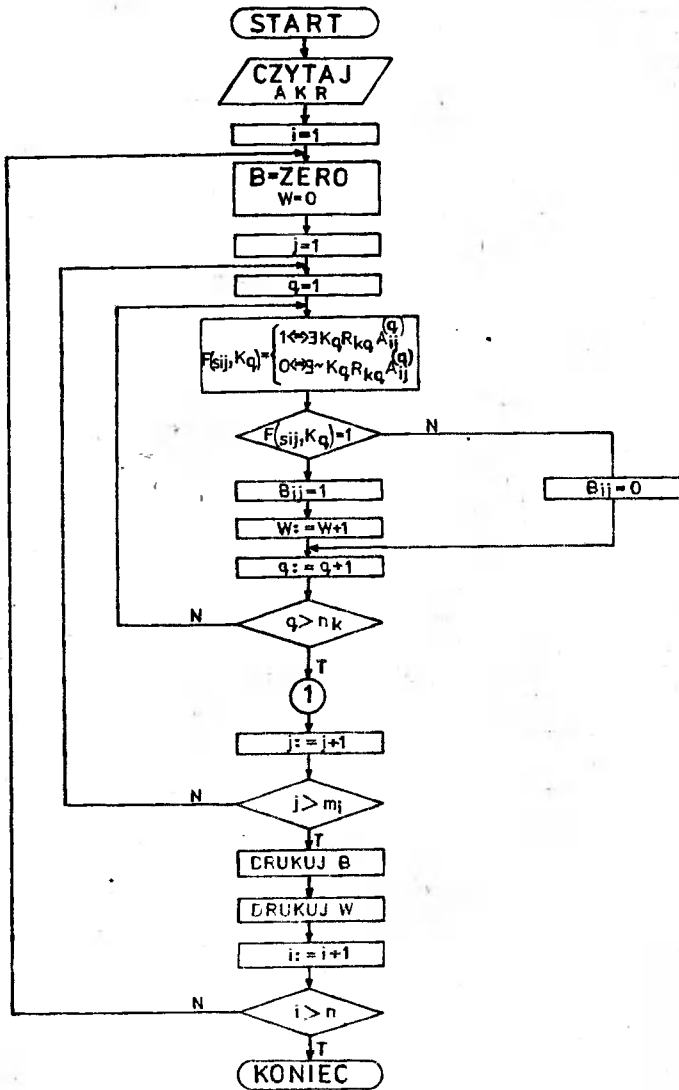 START
CZYTAJ
A K R
i=1
B=ZERO
W=0
j=1
q=1
F(sij,Kq)={1⇔∃KqRkqAij(q)
0⇔∃~KqRkqAij(q)
F(sij,Kq)=1
N
Bij=1
Bij=0
W:=W+1
q:=q+1
N
q>nk
T
1
j:=j+1
N
j>mi
T
DRUKUJ B
DRUKUJ W
i:=i+1
N
i>n
T
KONIEC